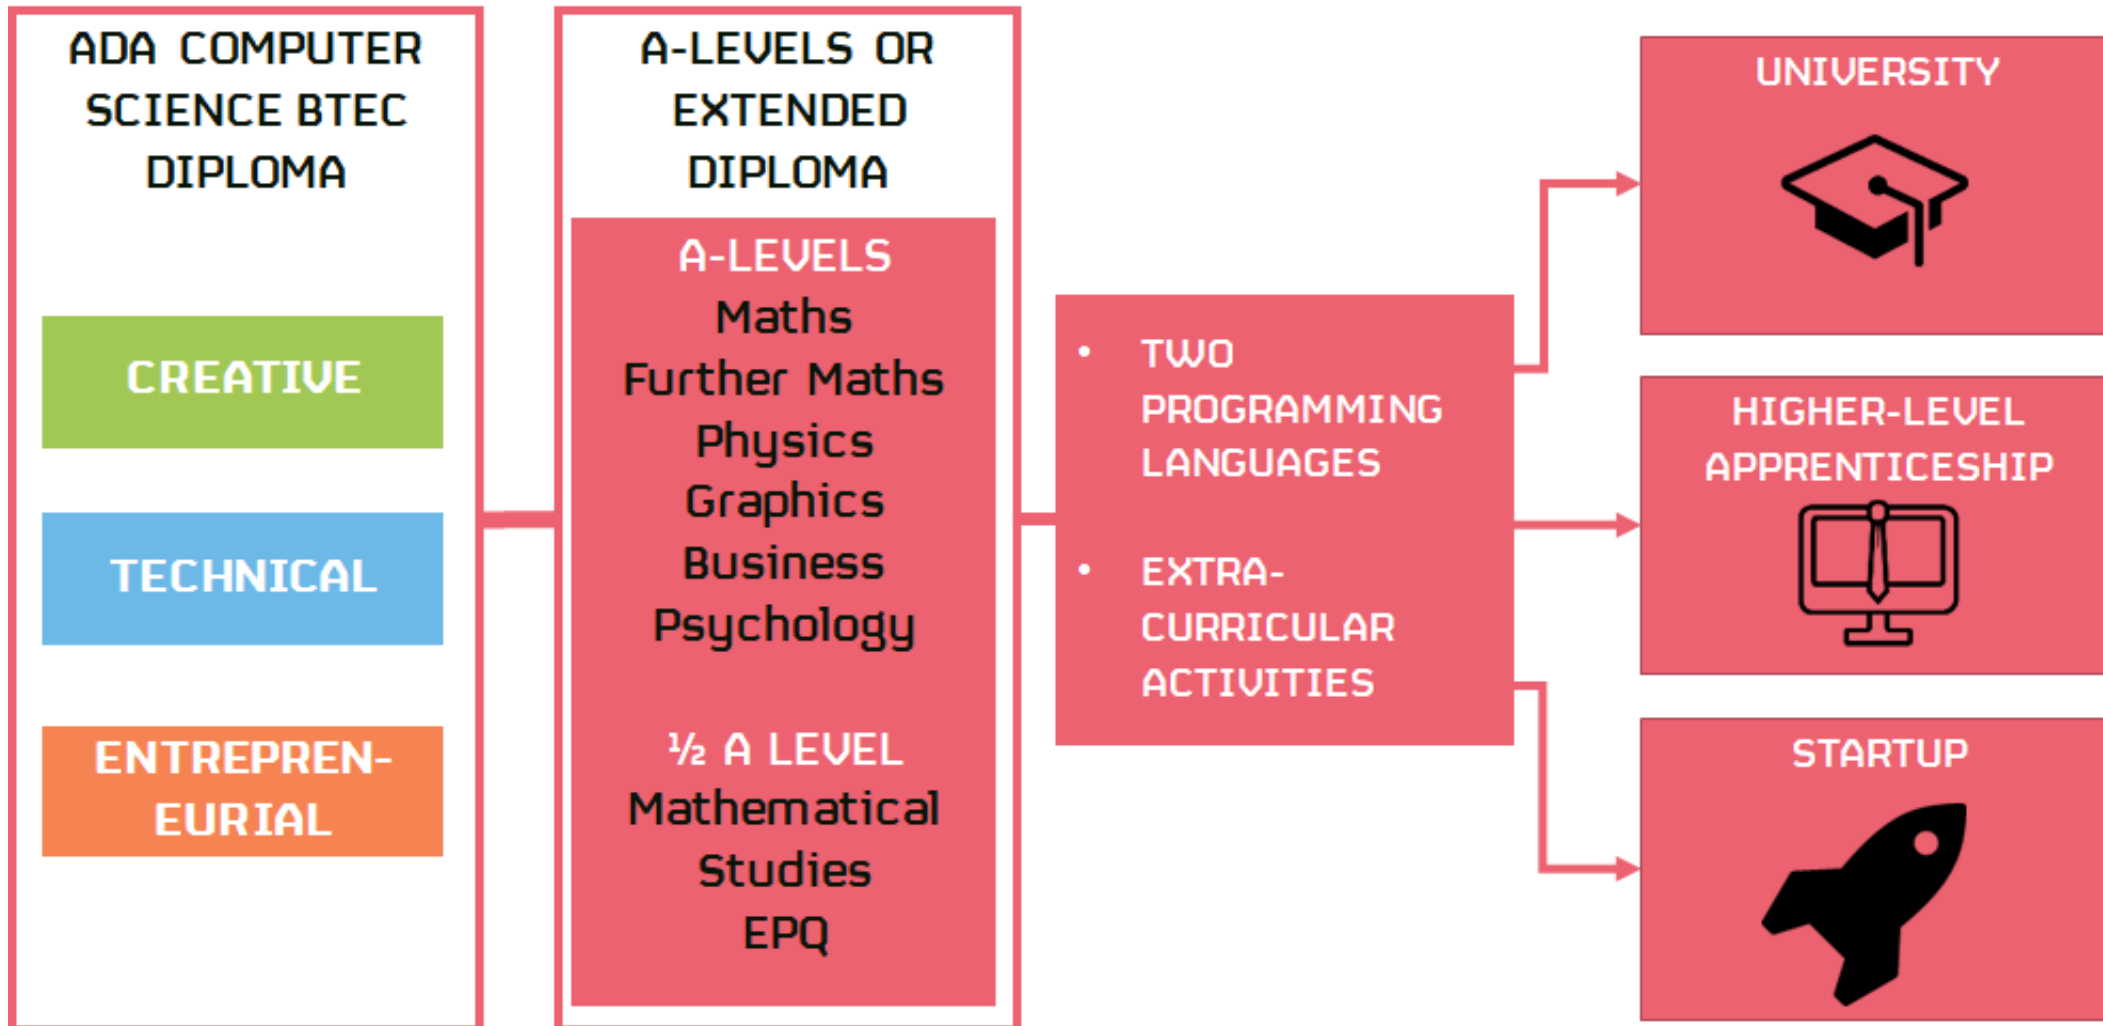 ADA COMPUTER
SCIENCE BTEC
DIPLOMA
CREATIVE
TECHNICAL
ENTREPREN-
EURIAL
A-LEVELS OR
EXTENDED
DIPLOMA
A-LEVELS
Maths
Further Maths
Physics
Graphics
Business
Psychology
½ A LEVEL
Mathematical
Studies
EPQ
• TWO
PROGRAMMING
LANGUAGES
• EXTRA-
CURRICULAR
ACTIVITIES
UNIVERSITY
HIGHER-LEVEL
APPRENTICESHIP
STARTUP